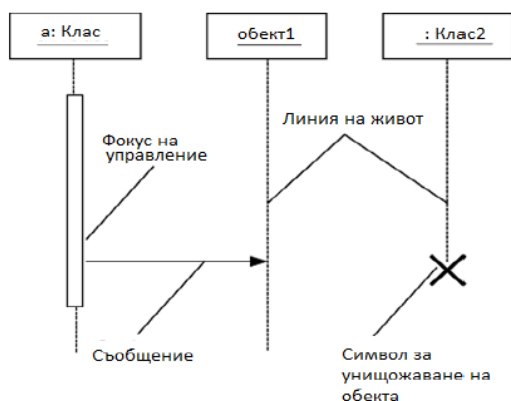 а: Клас
обект1
: Клас2
Линия на живот
Фокус на
управление
Съобщение
Символ за
унищожаване на
обекта